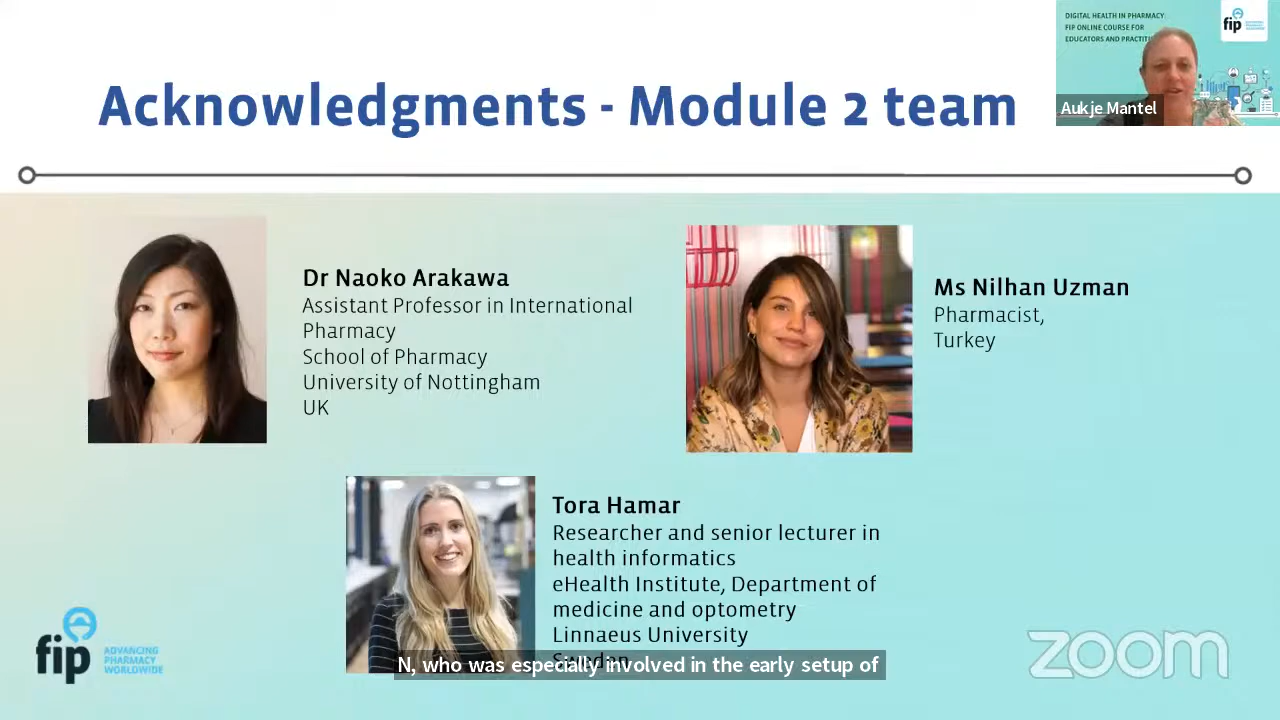 DIGITAL HEALTH IN PHARMACY:
FIP ONLINE COURSE FOR
EDUCATORS AND
fip
Aukje Mantel
Acknowledgments - Module 2 team
Dr Naoko Arakawa
Assistant Professor in International
Pharmacy
School of Pharmacy
University of Nottingham
UK
Ms Nilhan Uzman
Pharmacist,
Turkey
Tora Hamar
Researcher and senior lecturer in
health informatics
eHealth Institute, Department of
medicine and optometry
Linnaeus University
N, who was especially involved in the early setup of
fip
ADVANCING
PHARMACY
WORLDWIDE
zoom